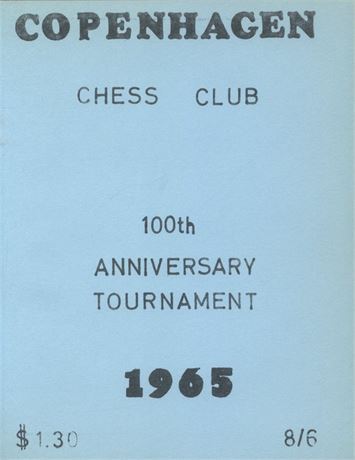 COPENHAGEN
CHESS CLUB
100th
ANNIVERSARY
TOURNAMENT
1965
$1.30 8/6